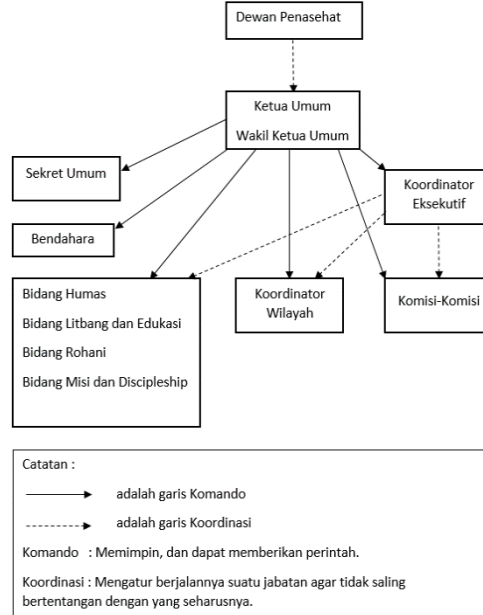 Dewan Penasehat
Ketua Umum
Wakil Ketua Umum
Sekret Umum
Koordinator
Eksekutif
Bendahara
Bidang Humas
Bidang Litbang dan Edukasi
Bidang Rohani
Bidang Misi dan Discipleship
Koordinator
Wilayah
Komisi-Komisi
Catatan :
adalah garis Komando
adalah garis Koordinasi
Komando : Memimpin, dan dapat memberikan perintah.
Koordinasi : Mengatur berjalannya suatu jabatan agar tidak saling
bertentangan dengan yang seharusnya.